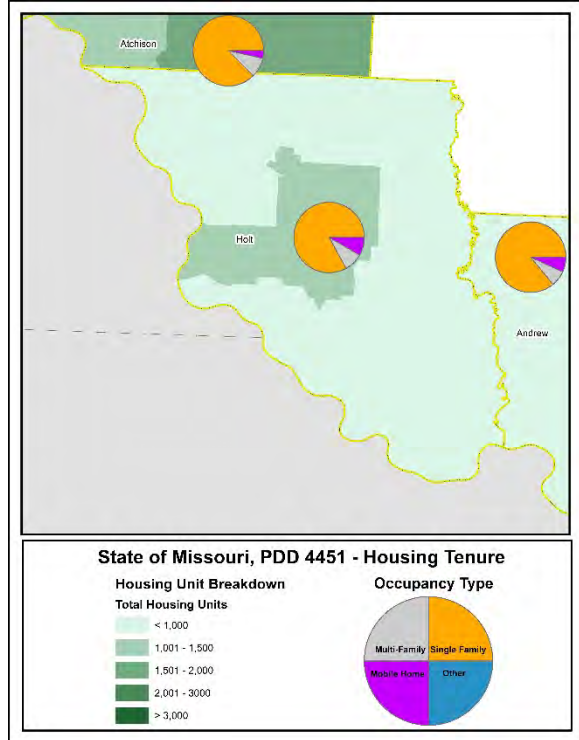 Atchison
Holt
Andrew
State of Missouri, PDD 4451 - Housing Tenure
Housing Unit Breakdown
Total Housing Units
< 1,000
1,001 - 1,500
1,501 - 2,000
2,001 - 3000
> 3,000
Occupancy Type
Multi-Family
Single Family
Mobile Home
Other